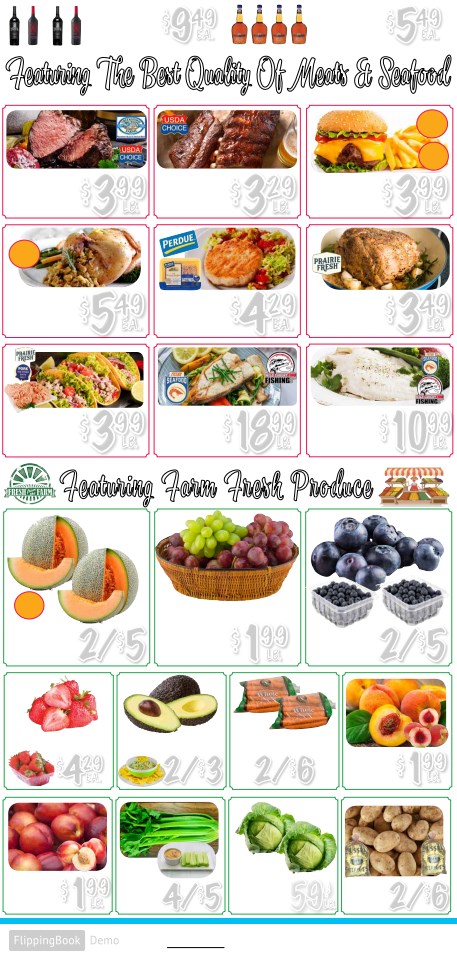 $9.49 EA.
$5.49 EA.
Featuring The Best Quality Of Meats & Seafood
USDA CHOICE
$3.99 LB.
USDA CHOICE
$3.29 LB.
$3.99 LB.
$5.49 EA.
PERDUE
$4.29 EA.
PRAIRIE FRESH
$3.49 LB.
PRAIRIE FRESH
PORK
$3.99 LB.
SEAFOOD
FISHING
$18.99 LB.
FISHING
$10.99 LB.
FRESH FARM
Featuring Farm Fresh Produce
2/$5
$1.99 LB.
2/$5
$4.29 EA.
2/$3
2/$6
$1.99 LB.
$1.99 LB.
4/$5
59¢ LB.
2/$6
FlippingBook Demo